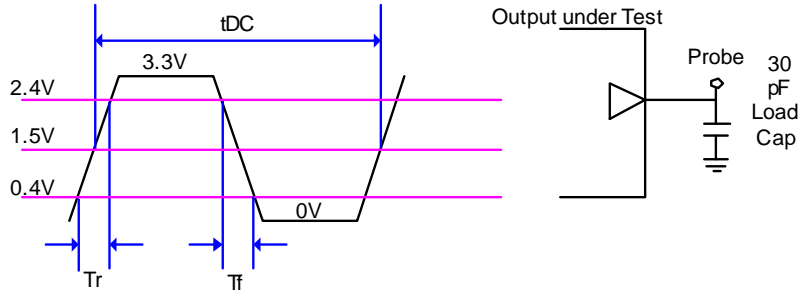 tDC
3.3V
2.4V
1.5V
0.4V
0V
Tr
Tf
Output under Test
Probe
30
pF
Load
Cap